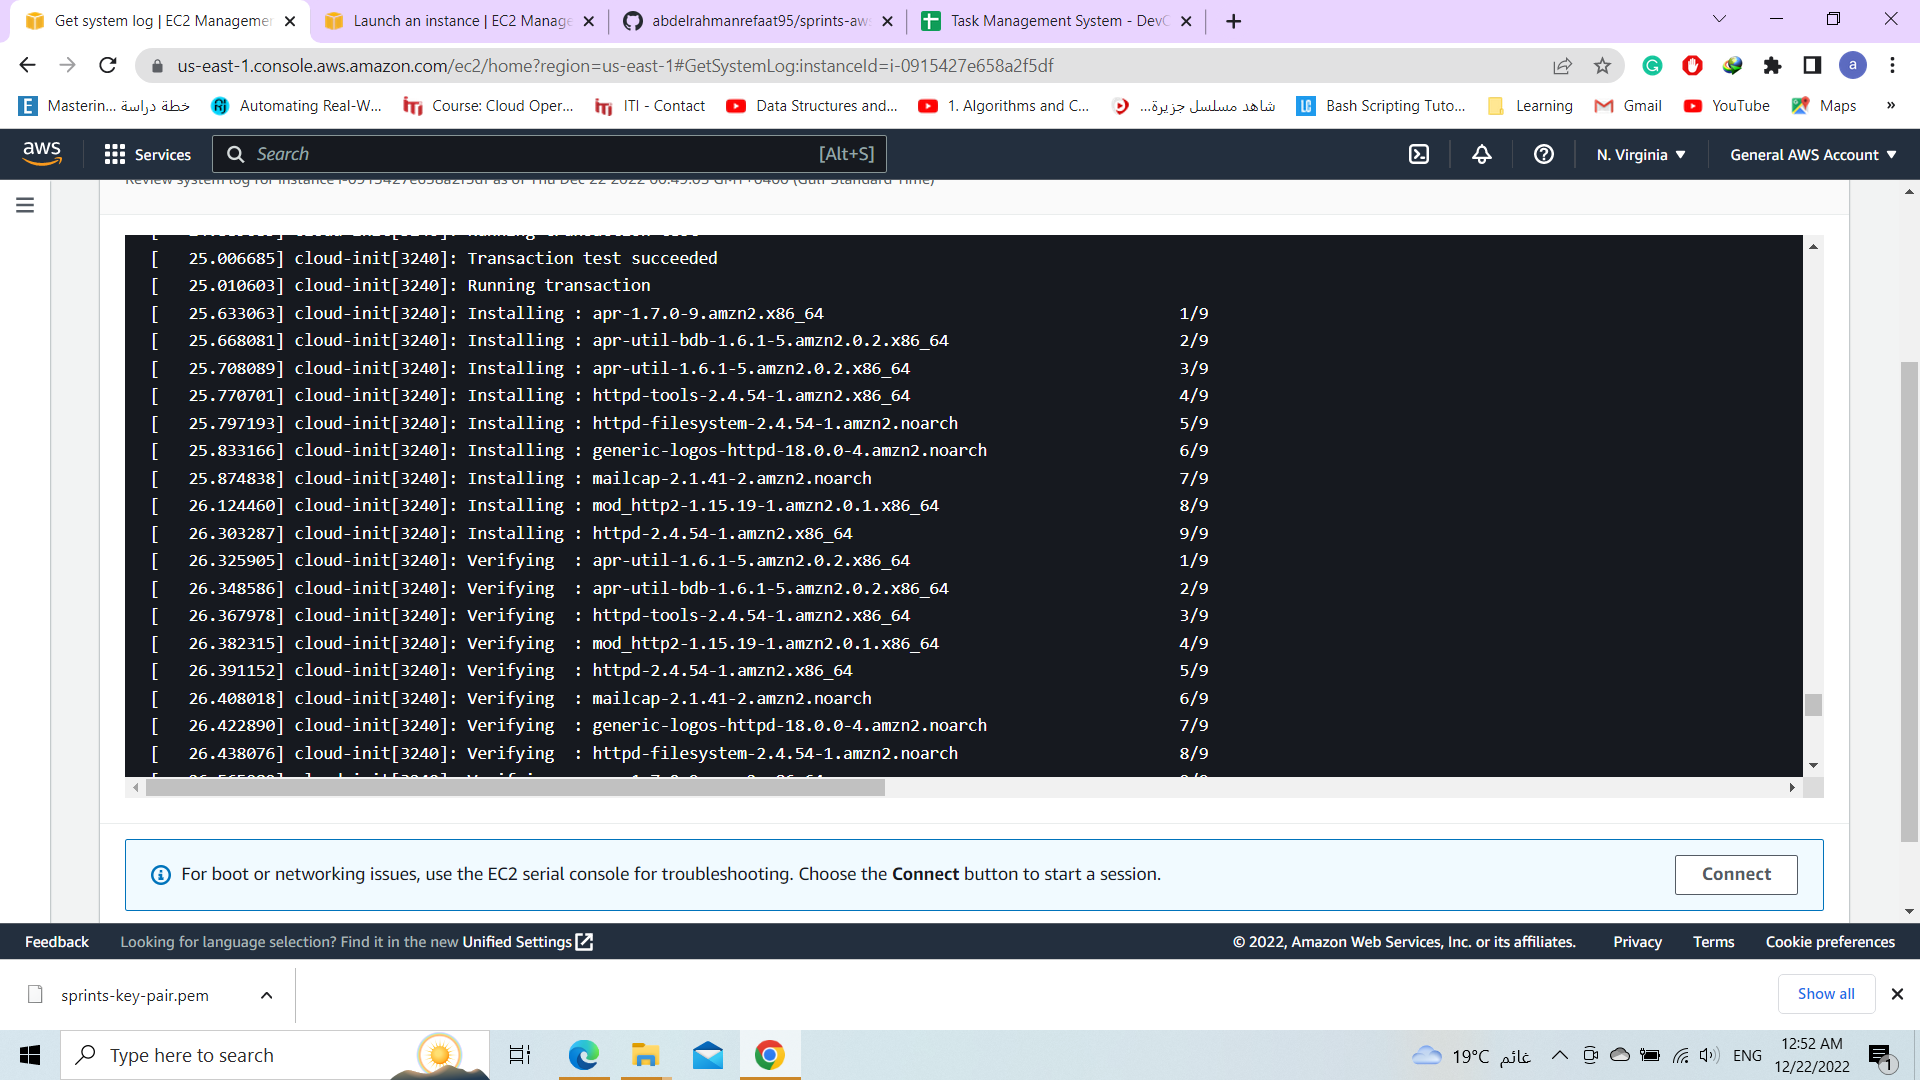 Get system log | EC2 Managemen
Launch an instance | EC2 Manage
abdelrahmanrefaat95/sprints-aws
Task Management System - DevO
us-east-1.console.aws.amazon.com/ec2/home?region=us-east-1#GetSystemLog:instanceId=i-0915427e658a2f5df
Masterin... خطة دراسة
Automating Real-W...
Course: Cloud Oper...
ITI - Contact
Data Structures and...
1. Algorithms and C...
شاهد مسلسل جزيرة...
Bash Scripting Tuto...
Learning
Gmail
YouTube
Maps
»
aws
Services
Search
[Alt+S]
N. Virginia
General AWS Account
Review system log for instance i-0915427e658a2f5df as of Thu Dec 22 2022
[   25.006685] cloud-init[3240]: Transaction test succeeded
[   25.010603] cloud-init[3240]: Running transaction
[   25.633063] cloud-init[3240]: Installing : apr-1.7.0-9.amzn2.x86_64 1/9
[   25.668081] cloud-init[3240]: Installing : apr-util-bdb-1.6.1-5.amzn2.0.2.x86_64 2/9
[   25.708089] cloud-init[3240]: Installing : apr-util-1.6.1-5.amzn2.0.2.x86_64 3/9
[   25.770701] cloud-init[3240]: Installing : httpd-tools-2.4.54-1.amzn2.x86_64 4/9
[   25.797193] cloud-init[3240]: Installing : httpd-filesystem-2.4.54-1.amzn2.noarch 5/9
[   25.833166] cloud-init[3240]: Installing : generic-logos-httpd-18.0.0-4.amzn2.noarch 6/9
[   25.874838] cloud-init[3240]: Installing : mailcap-2.1.41-2.amzn2.noarch 7/9
[   26.124460] cloud-init[3240]: Installing : mod_http2-1.15.19-1.amzn2.0.1.x86_64 8/9
[   26.303287] cloud-init[3240]: Installing : httpd-2.4.54-1.amzn2.x86_64 9/9
[   26.325905] cloud-init[3240]: Verifying  : apr-util-1.6.1-5.amzn2.0.2.x86_64 1/9
[   26.348586] cloud-init[3240]: Verifying  : apr-util-bdb-1.6.1-5.amzn2.0.2.x86_64 2/9
[   26.367978] cloud-init[3240]: Verifying  : httpd-tools-2.4.54-1.amzn2.x86_64 3/9
[   26.382315] cloud-init[3240]: Verifying  : mod_http2-1.15.19-1.amzn2.0.1.x86_64 4/9
[   26.391152] cloud-init[3240]: Verifying  : httpd-2.4.54-1.amzn2.x86_64 5/9
[   26.408018] cloud-init[3240]: Verifying  : mailcap-2.1.41-2.amzn2.noarch 6/9
[   26.422890] cloud-init[3240]: Verifying  : generic-logos-httpd-18.0.0-4.amzn2.noarch 7/9
[   26.438076] cloud-init[3240]: Verifying  : httpd-filesystem-2.4.54-1.amzn2.noarch 8/9
For boot or networking issues, use the EC2 serial console for troubleshooting. Choose the Connect button to start a session.
Connect
Feedback
Looking for language selection? Find it in the new Unified Settings
© 2022, Amazon Web Services, Inc. or its affiliates.
Privacy
Terms
Cookie preferences
sprints-key-pair.pem
Show all
Type here to search
19°C غائم
ENG
12:52 AM
12/22/2022
1